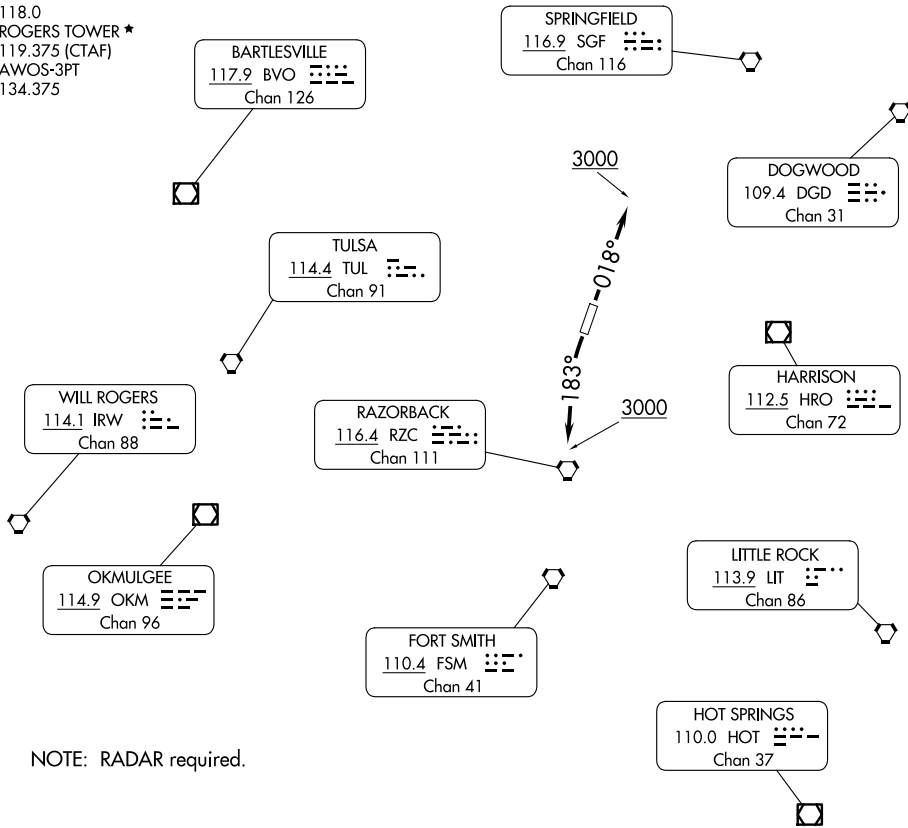 118.0
ROGERS TOWER ★
119.375 (CTAF)
AWOS-3PT
134.375
SPRINGFIELD
116.9 SGF
Chan 116
BARTLESVILLE
117.9 BVO
Chan 126
3000
DOGWOOD
109.4 DGD
Chan 31
TULSA
114.4 TUL
Chan 91
018°
183°
WILL ROGERS
114.1 IRW
Chan 88
RAZORBACK
116.4 RZC
Chan 111
3000
HARRISON
112.5 HRO
Chan 72
OKMULGEE
114.9 OKM
Chan 96
LITTLE ROCK
113.9 LIT
Chan 86
FORT SMITH
110.4 FSM
Chan 41
HOT SPRINGS
110.0 HOT
Chan 37
NOTE: RADAR required.